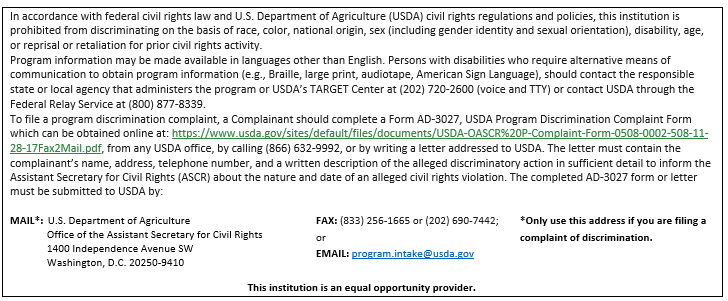 In accordance with federal civil rights law and U.S. Department of Agriculture (USDA) civil rights regulations and policies, this institution is
prohibited from discriminating on the basis of race, color, national origin, sex (including gender identity and sexual orientation), disability, age,
or reprisal or retaliation for prior civil rights activity.
Program information may be made available in languages other than English. Persons with disabilities who require alternative means of
communication to obtain program information (e.g., Braille, large print, audiotape, American Sign Language), should contact the responsible
state or local agency that administers the program or USDA's TARGET Center at (202) 720-2600 (voice and TTY) or contact USDA through the
Federal Relay Service at (800) 877-8339.
To file a program discrimination complaint, a Complainant should complete a Form AD-3027, USDA Program Discrimination Complaint Form
which can be obtained online at: https://www.usda.gov/sites/default/files/documents/USDA-OASCR%20P-Complaint-Form-0508-0002-508-11-
28-17Fax2Mail.pdf, from any USDA office, by calling (866) 632-9992, or by writing a letter addressed to USDA. The letter must contain the
complainant's name, address, telephone number, and a written description of the alleged discriminatory action in sufficient detail to inform the
Assistant Secretary for Civil Rights (ASCR) about the nature and date of an alleged civil rights violation. The completed AD-3027 form or letter
must be submitted to USDA by:
MAIL*: U.S. Department of Agriculture
Office of the Assistant Secretary for Civil Rights
1400 Independence Avenue SW
Washington, D.C. 20250-9410
FAX: (833) 256-1665 or (202) 690-7442;
or
EMAIL: program.intake@usda.gov
*Only use this address if you are filing a
complaint of discrimination.
This institution is an equal opportunity provider.